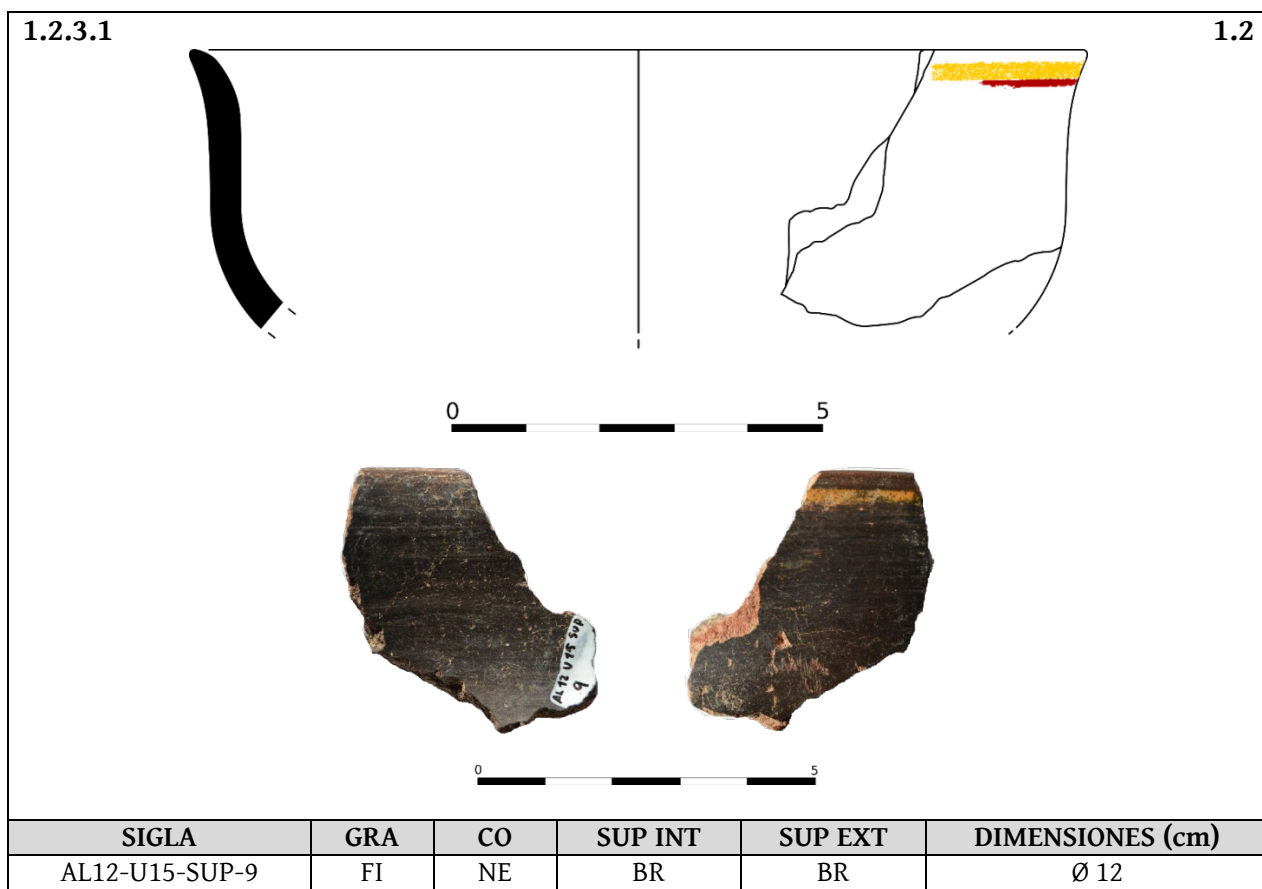 1.2.3.1 1.2
0 5
AL12 U15 SUP
9
0 5
SIGLA GRA CO SUP INT SUP EXT DIMENSIONES (cm)
AL12-U15-SUP-9 FI NE BR BR Ø 12